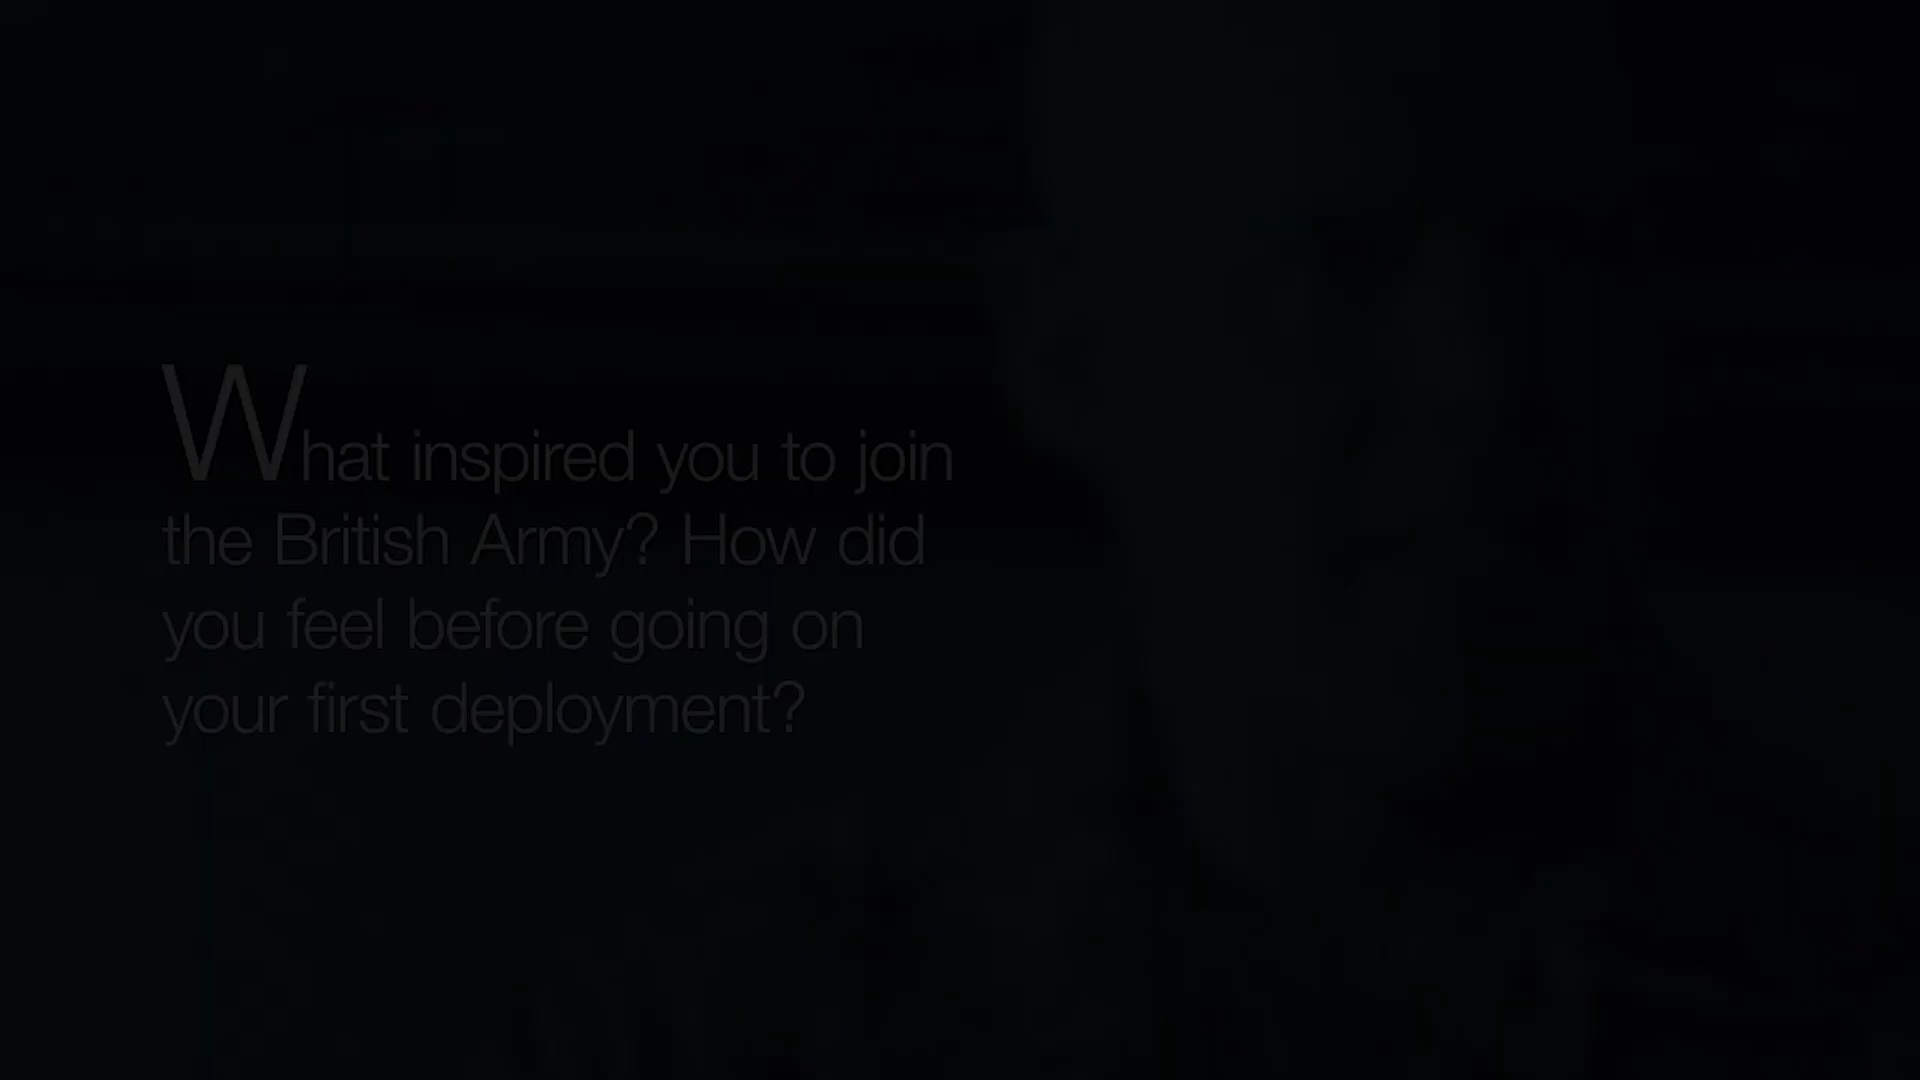 What inspired you to join
the British Army? How did
you feel before going on
your first deployment?